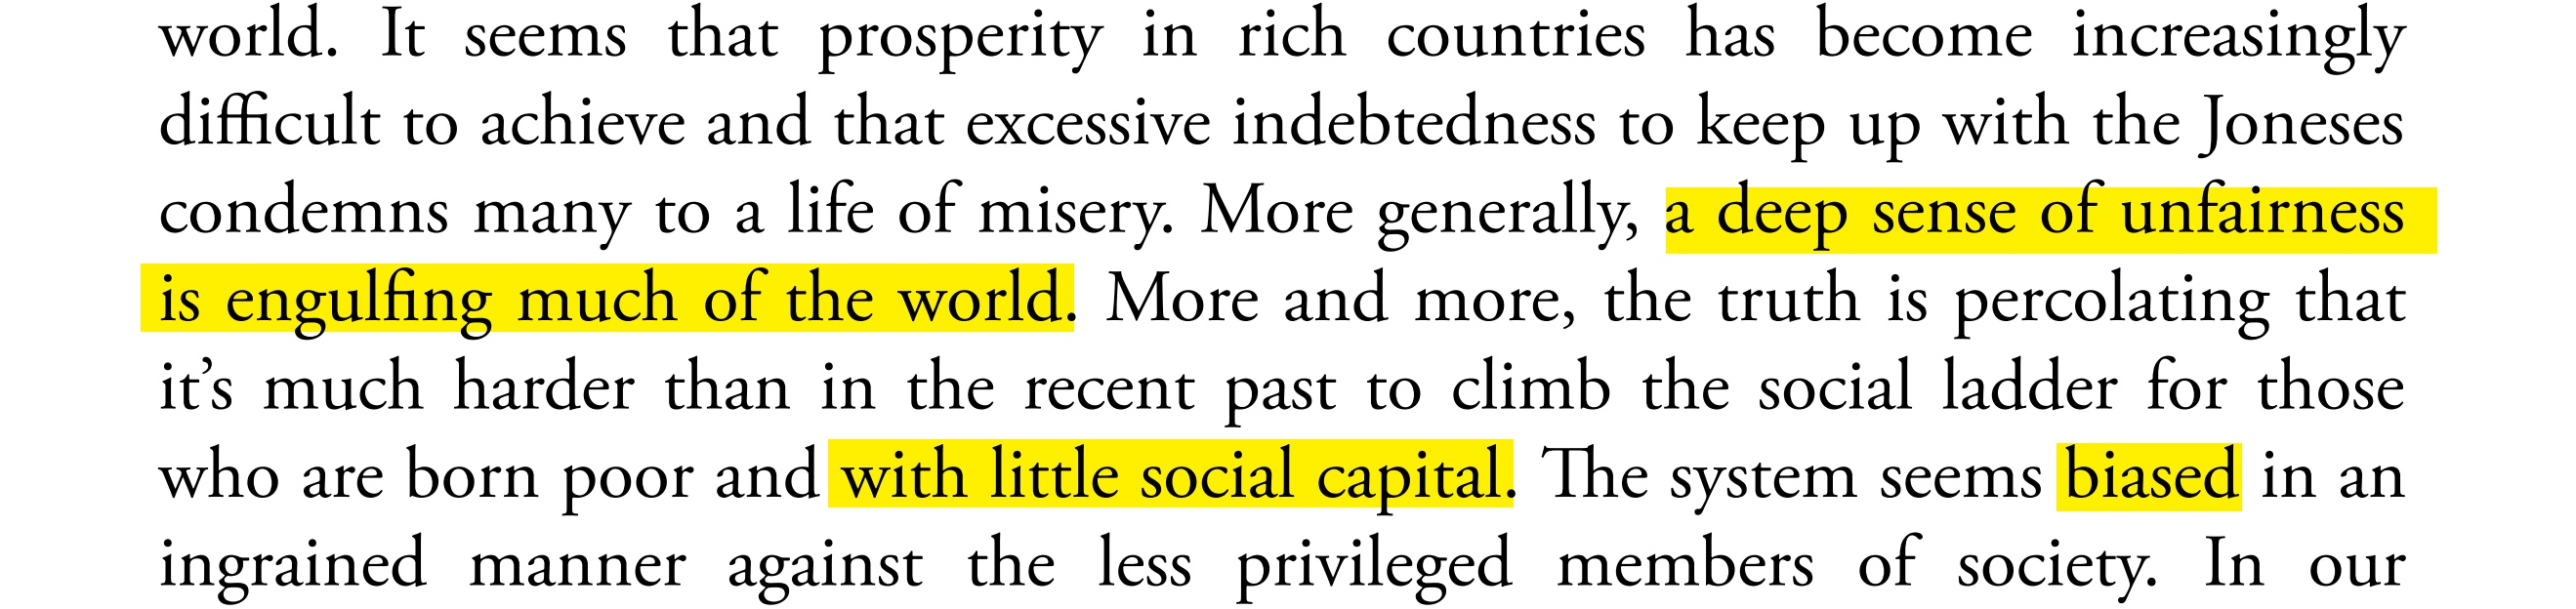 world. It seems that prosperity in rich countries has become increasingly
difficult to achieve and that excessive indebtedness to keep up with the Joneses
condemns many to a life of misery. More generally, a deep sense of unfairness
is engulfing much of the world. More and more, the truth is percolating that
it’s much harder than in the recent past to climb the social ladder for those
who are born poor and with little social capital. The system seems biased in an
ingrained manner against the less privileged members of society. In our